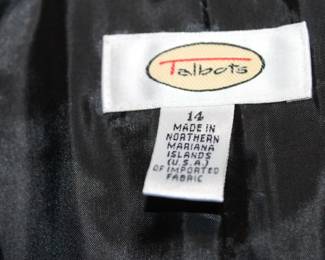 Talbots
14
MADE IN
NORTHERN
MARIANA
ISLANDS
(U.S.A.)
OF IMPORTED
FABRIC